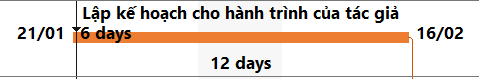 Lập kế hoạch cho hành trình của tác giả
21/01 6 days 16/02
12 days